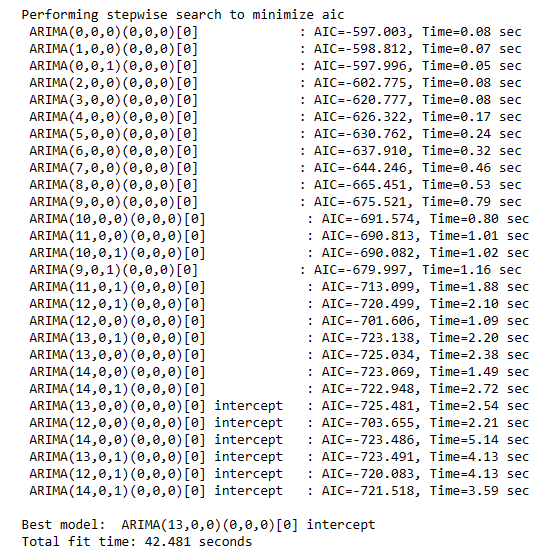 Performing stepwise search to minimize aic
ARIMA(0,0,0)(0,0,0)[0]             : AIC=-597.003, Time=0.08 sec
ARIMA(1,0,0)(0,0,0)[0]             : AIC=-598.812, Time=0.07 sec
ARIMA(0,0,1)(0,0,0)[0]             : AIC=-597.996, Time=0.05 sec
ARIMA(2,0,0)(0,0,0)[0]             : AIC=-602.775, Time=0.08 sec
ARIMA(3,0,0)(0,0,0)[0]             : AIC=-620.777, Time=0.08 sec
ARIMA(4,0,0)(0,0,0)[0]             : AIC=-626.322, Time=0.17 sec
ARIMA(5,0,0)(0,0,0)[0]             : AIC=-630.762, Time=0.24 sec
ARIMA(6,0,0)(0,0,0)[0]             : AIC=-637.910, Time=0.32 sec
ARIMA(7,0,0)(0,0,0)[0]             : AIC=-644.246, Time=0.46 sec
ARIMA(8,0,0)(0,0,0)[0]             : AIC=-665.451, Time=0.53 sec
ARIMA(9,0,0)(0,0,0)[0]             : AIC=-675.521, Time=0.79 sec
ARIMA(10,0,0)(0,0,0)[0]             : AIC=-691.574, Time=0.80 sec
ARIMA(11,0,0)(0,0,0)[0]             : AIC=-690.813, Time=1.01 sec
ARIMA(10,0,1)(0,0,0)[0]             : AIC=-690.082, Time=1.02 sec
ARIMA(9,0,1)(0,0,0)[0]             : AIC=-679.997, Time=1.16 sec
ARIMA(11,0,1)(0,0,0)[0]             : AIC=-713.099, Time=1.88 sec
ARIMA(12,0,1)(0,0,0)[0]             : AIC=-720.499, Time=2.10 sec
ARIMA(12,0,0)(0,0,0)[0]             : AIC=-701.606, Time=1.09 sec
ARIMA(13,0,1)(0,0,0)[0]             : AIC=-723.138, Time=2.20 sec
ARIMA(13,0,0)(0,0,0)[0]             : AIC=-725.034, Time=2.38 sec
ARIMA(14,0,0)(0,0,0)[0]             : AIC=-723.069, Time=1.49 sec
ARIMA(14,0,1)(0,0,0)[0]             : AIC=-722.948, Time=2.72 sec
ARIMA(13,0,0)(0,0,0)[0] intercept   : AIC=-725.481, Time=2.54 sec
ARIMA(12,0,0)(0,0,0)[0] intercept   : AIC=-703.655, Time=2.21 sec
ARIMA(14,0,0)(0,0,0)[0] intercept   : AIC=-723.486, Time=5.14 sec
ARIMA(13,0,1)(0,0,0)[0] intercept   : AIC=-723.491, Time=4.13 sec
ARIMA(12,0,1)(0,0,0)[0] intercept   : AIC=-720.083, Time=4.13 sec
ARIMA(14,0,1)(0,0,0)[0] intercept   : AIC=-721.518, Time=3.59 sec
Best model:  ARIMA(13,0,0)(0,0,0)[0] intercept
Total fit time: 42.481 seconds